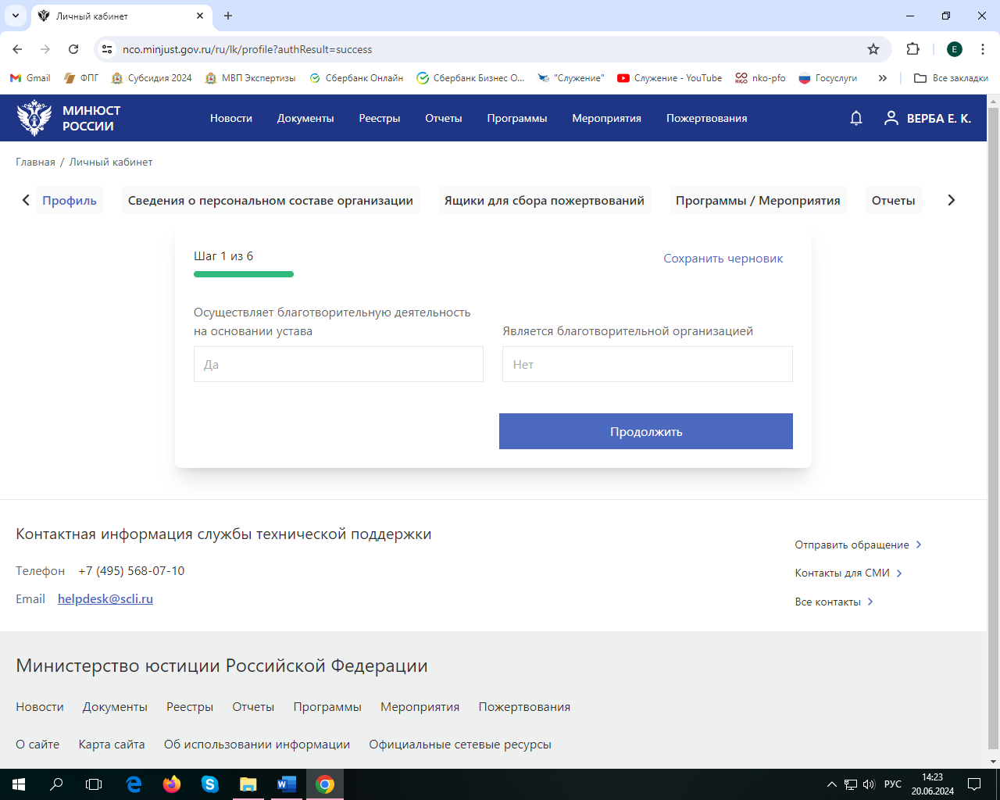 Личный кабинет
nco.minjust.gov.ru/ru/lk/profile?authResult=success
E
Gmail ФПГ Субсидия 2024 МВП Экспертизы Сбербанк Онлайн Сбербанк Бизнес О... "Служение" Служение - YouTube nko-pfo Госуслуги » Все закладки
МИНЮСТ
РОССИИ
Новости Документы Реестры Отчеты Программы Мероприятия Пожертвования
ВЕРБА Е. К.
Главная / Личный кабинет
Профиль Сведения о персональном составе организации Ящики для сбора пожертвований Программы / Мероприятия Отчеты
Шаг 1 из 6
Сохранить черновик
Осуществляет благотворительную деятельность
на основании устава
Является благотворительной организацией
Да
Нет
Продолжить
Контактная информация службы технической поддержки
Телефон +7 (495) 568-07-10
Email helpdesk@scli.ru
Отправить обращение
Контакты для СМИ
Все контакты
Министерство юстиции Российской Федерации
Новости Документы Реестры Отчеты Программы Мероприятия Пожертвования
О сайте Карта сайта Об использовании информации Официальные сетевые ресурсы
РУС
14:23
20.06.2024